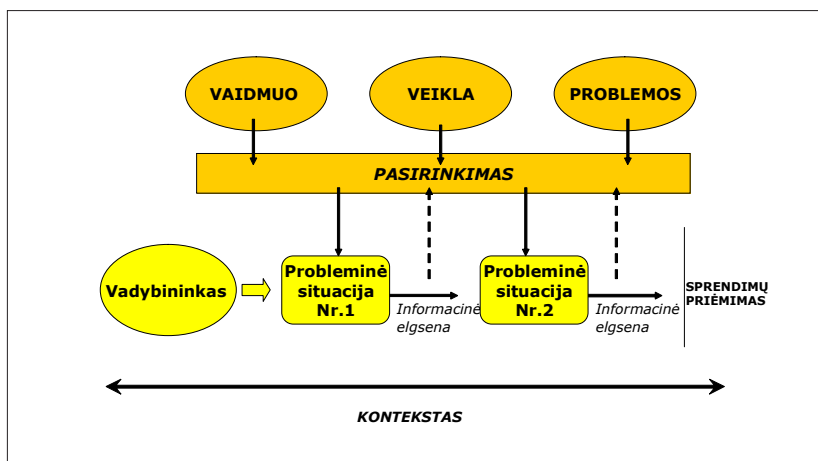 VAIDMUO
VEIKLA
PROBLEMOS
PASIRINKIMAS
Vadybininkas
Probleminė
situacija
Nr.1
Informacinė
elgsena
Probleminė
situacija
Nr.2
Informacinė
elgsena
SPRENDIMŲ
PRIĖMIMAS
KONTEKSTAS